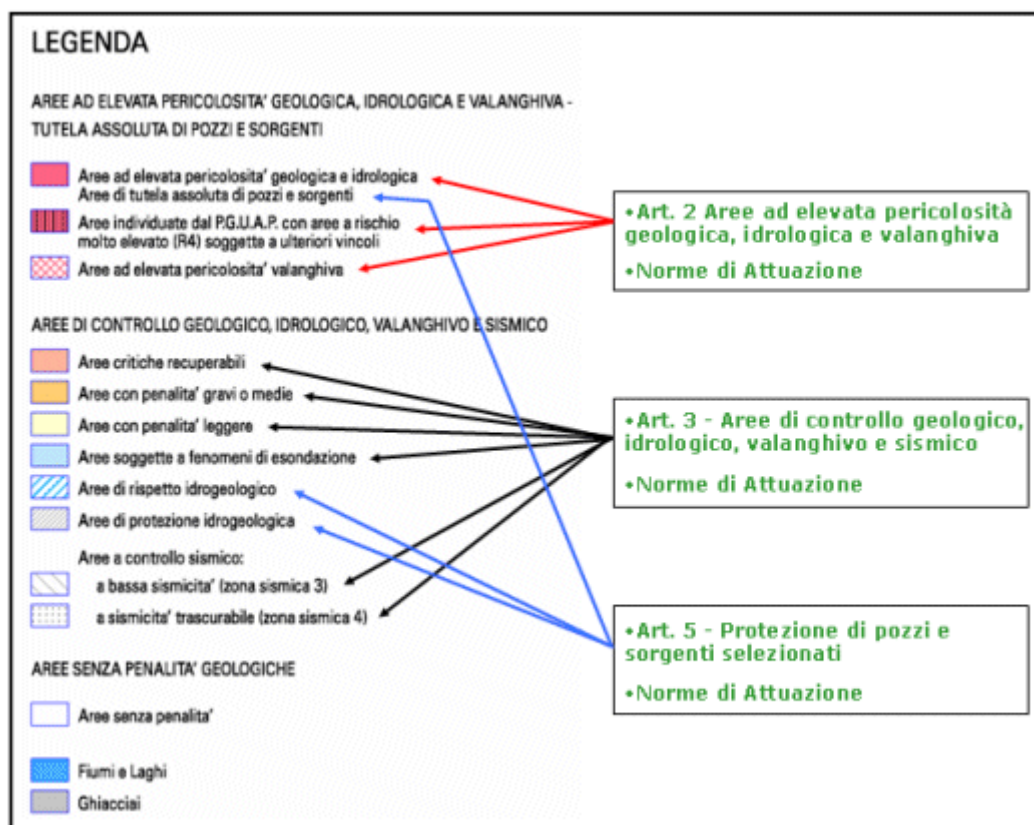 LEGENDA
AREE AD ELEVATA PERICOLOSITA' GEOLOGICA, IDROLOGICA E VALANGHIVA -
TUTELA ASSOLUTA DI POZZI E SORGENTI
Aree ad elevata pericolosita' geologica e idrologica
Aree di tutela assoluta di pozzi e sorgenti
Aree individuate dal P.G.U.A.P. con aree a rischio
molto elevato (R4) soggette a ulteriori vincoli
Aree ad elevata pericolosita' valanghiva
AREE DI CONTROLLO GEOLOGICO, IDROLOGICO, VALANGHIVO E SISMICO
Aree critiche recuperabili
Aree con penalita' gravi o medie
Aree con penalita' leggere
Aree soggette a fenomeni di esondazione
Aree di rispetto idrogeologico
Aree di protezione idrogeologica
Aree a controllo sismico:
a bassa sismicita' (zona sismica 3)
a sismicita' trascurabile (zona sismica 4)
AREE SENZA PENALITA' GEOLOGICHE
Aree senza penalita'
Fiumi e Laghi
Ghiacciai
•Art. 2 Aree ad elevata pericolosità
geologica, idrologica e valanghiva
•Norme di Attuazione
•Art. 3 - Aree di controllo geologico,
idrologico, valanghivo e sismico
•Norme di Attuazione
•Art. 5 - Protezione di pozzi e
sorgenti selezionati
•Norme di Attuazione